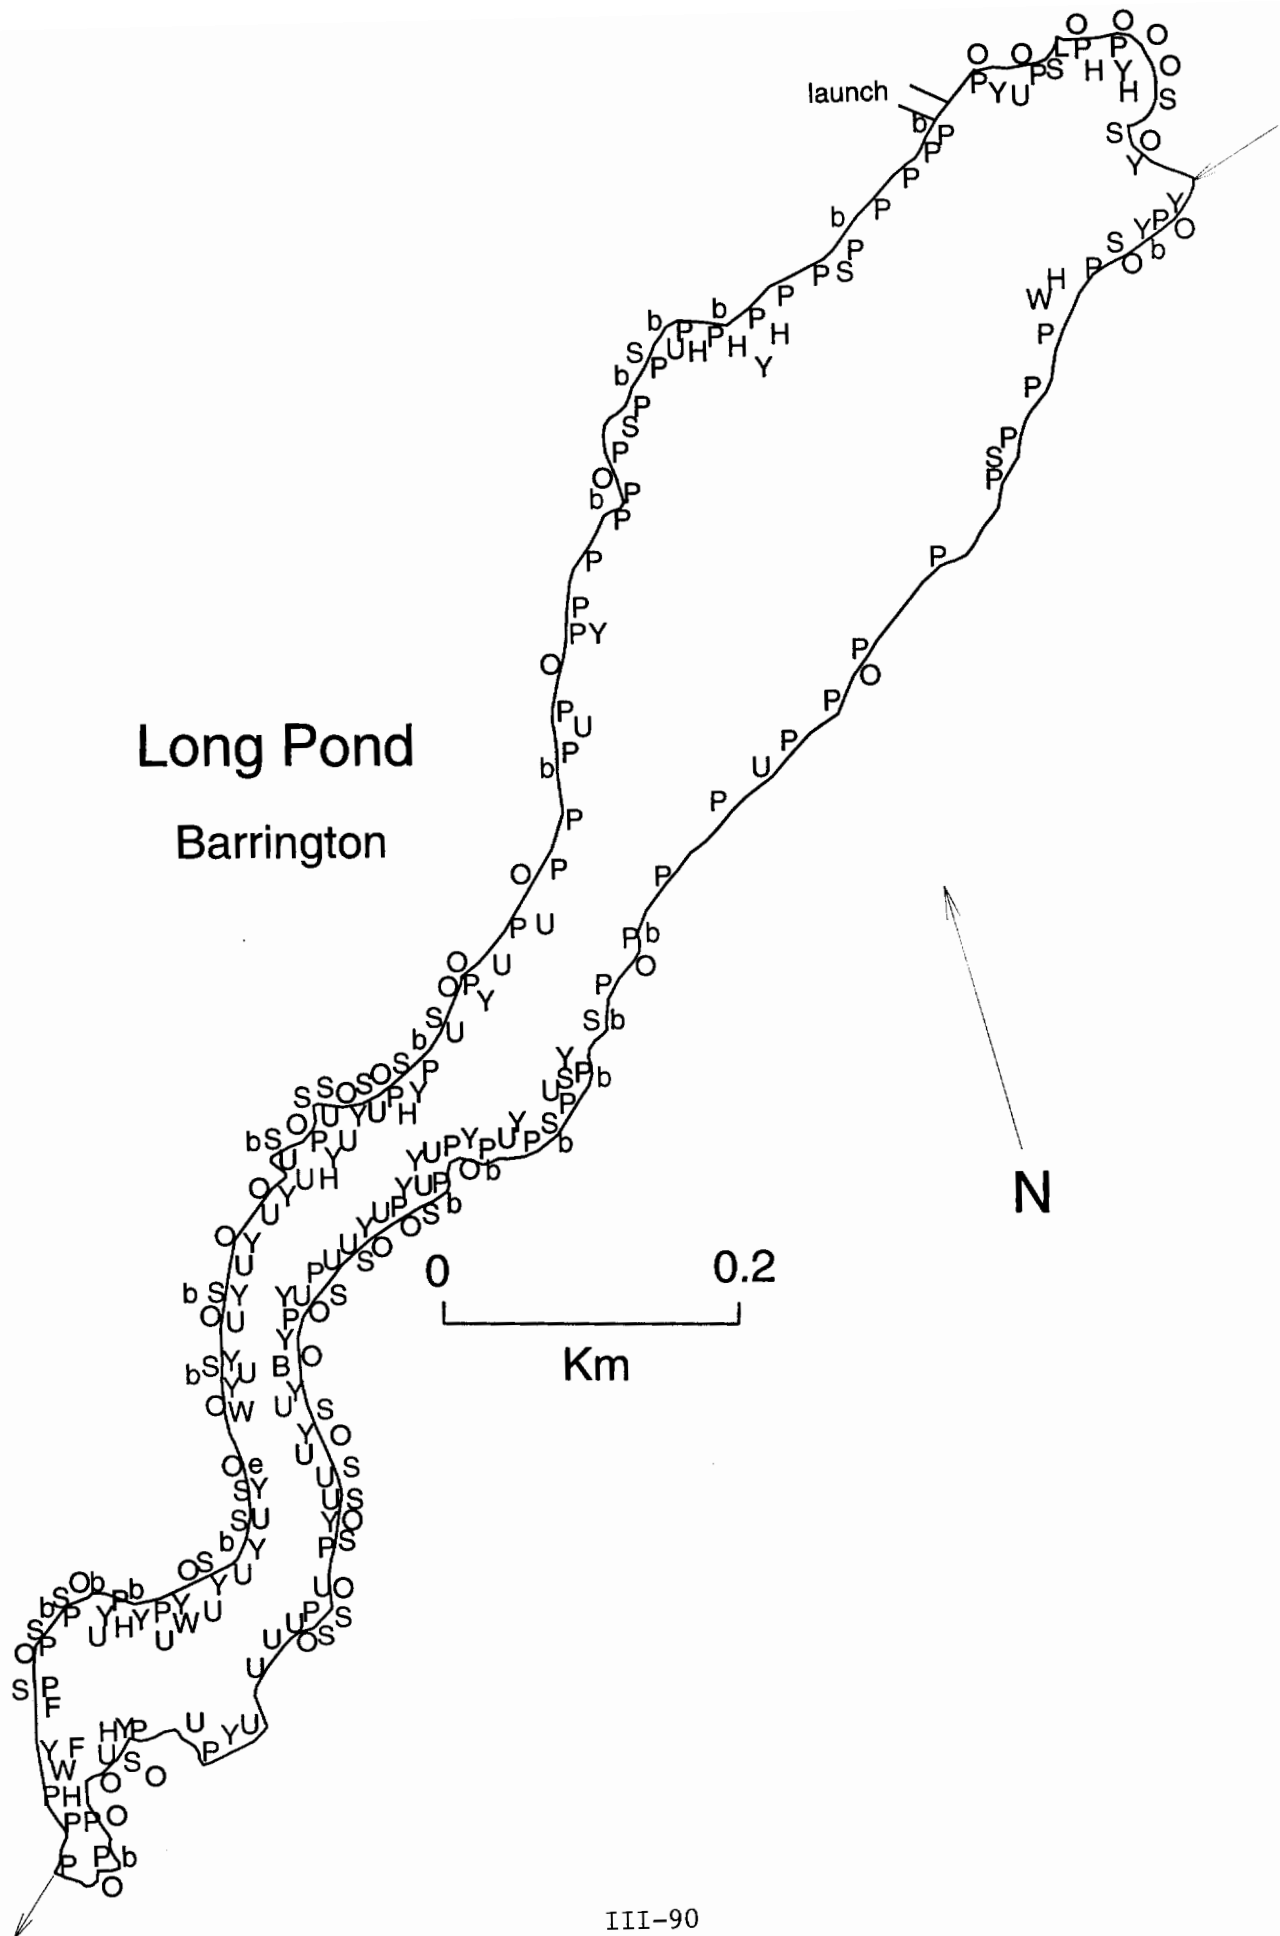 O O O
O O L P P O
launch P Y U P S H Y H S
b P S O
P Y
P
b P Y
P Y P O
S O b
P S P H
P W
b b P P
P P H H
S U H Y
b P
P P
S
P P
O S
b P P
P
P P
P
P Y
O P
O
P U P
P
Long Pond
b P U
P P
Barrington
O P P
P U P b
O U O
O P Y P
S U S b
b
S P Y
S S O S O S U S P b
O U Y U P H Y P
b S P U Y S b
U Y Y U P Y P U P
O Y U H Y U P O b
U Y U P S b
O Y U O N
U U U O S
b S Y P 0 0.2
O U Y U S
P O
Y U Y Km
b S Y B O
O W U Y S
Y O
O e U S
S Y U
S U U S
Y O
b Y P S
O S U
S O b b Y U O
b P P Y P Y W U U P S
S P U H Y U U O S
O P U
S P U
F
H Y P U Y U
Y F U P
W S O
P H O
P P O
P P b
O
III-90